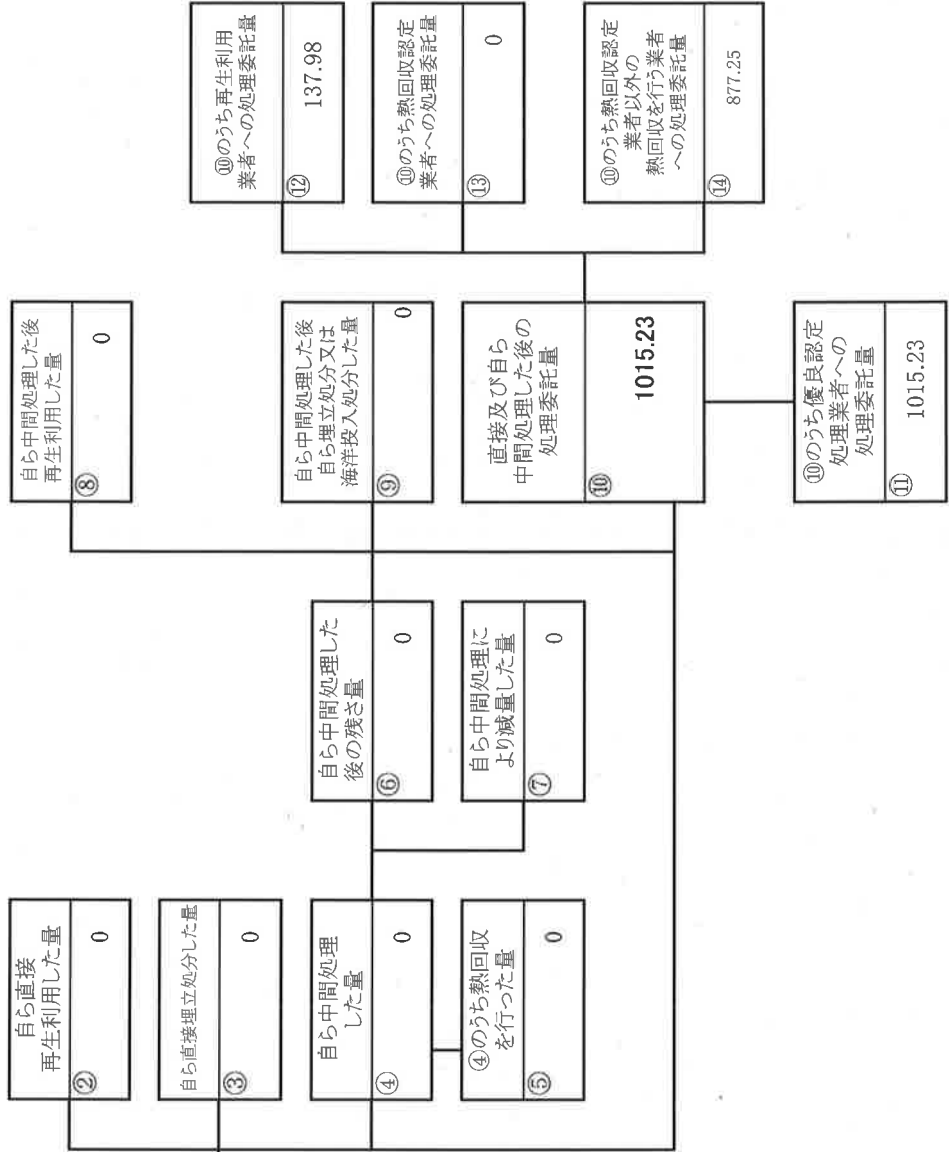 自ら直接
再生利用した量
②
0
自ら直接埋立処分した量
③
0
自ら中間処理
した量
④
0
④のうち熱回収
を行った量
⑤
0
自ら中間処理した
後の残さ量
⑥
0
自ら中間処理に
より減量した量
⑦
0
自ら中間処理した後
再生利用した量
⑧
0
自ら中間処理した後
自ら埋立処分又は
海洋投入処分した量
⑨
0
直接及び自ら
中間処理した後の
処理委託量
⑩
1015.23
⑩のうち優良認定
処理業者への
処理委託量
⑪
1015.23
⑩のうち再生利用
業者への処理委託量
⑫
137.98
⑩のうち熱回収認定
業者への処理委託量
⑬
0
⑩のうち熱回収認定
業者以外の
熱回収を行う業者
への処理委託量
⑭
877.25